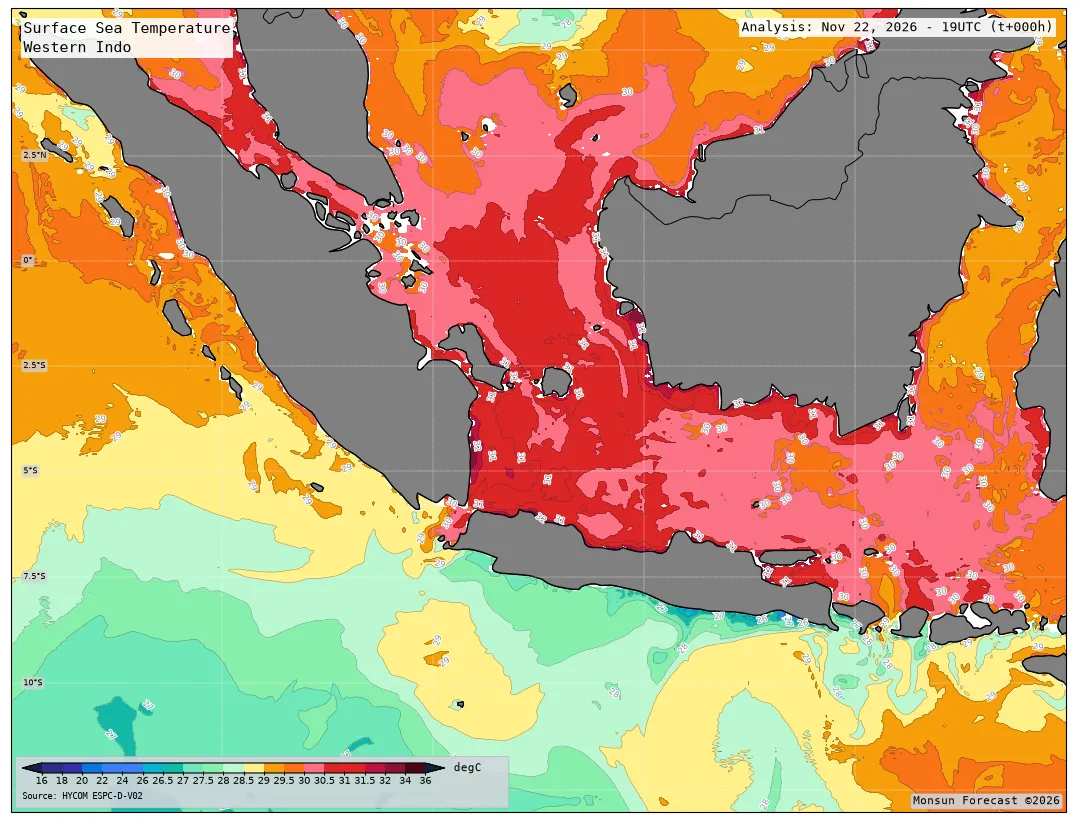 Surface Sea Temperature
Western Indo
Analysis: Nov 22, 2026 - 19UTC (t+000h)
2.5°N
0°
2.5°S
5°S
7.5°S
10°S
degC
16 18 20 22 24 26 26.5 27 27.5 28 28.5 29 29.5 30 30.5 31 31.5 32 34 36
Source: HYCOM ESPC-D-V02
Monsun Forecast ©2026